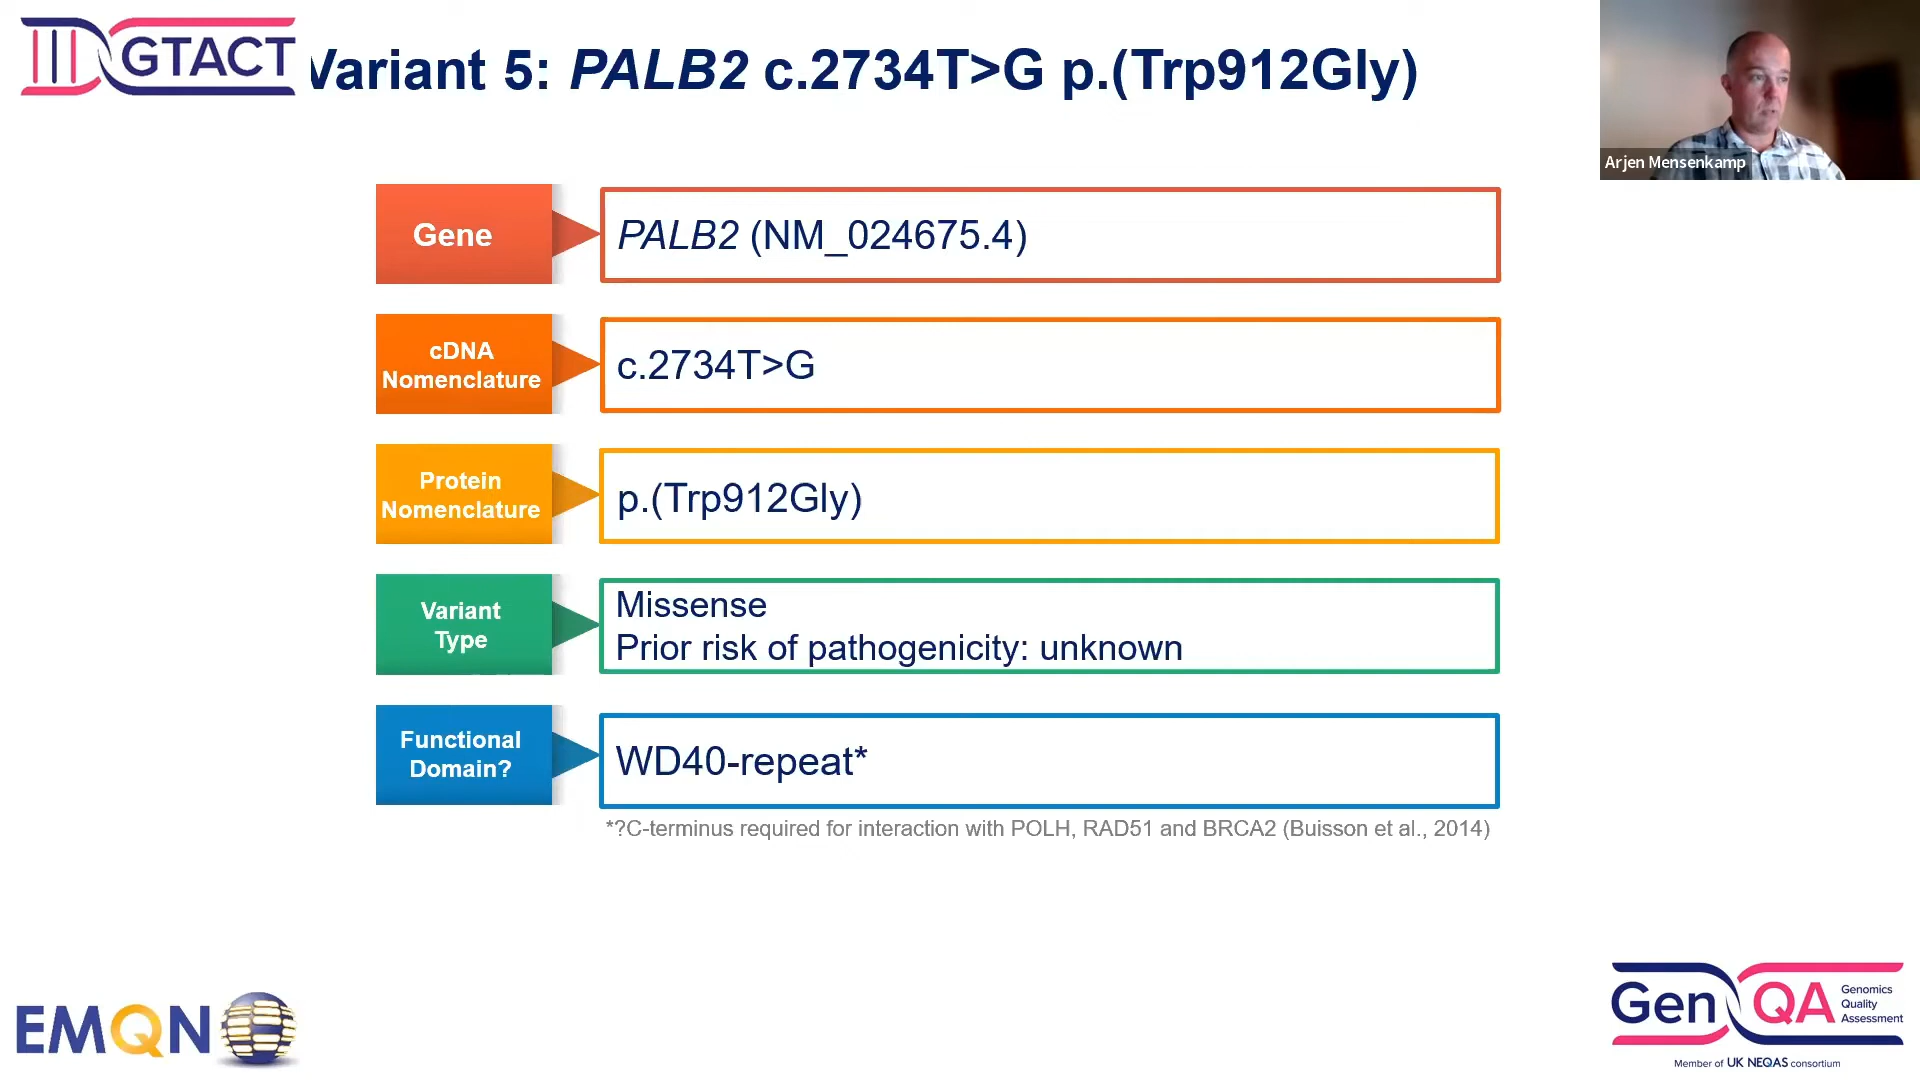 GTACT
Variant 5: PALB2 c.2734T>G p.(Trp912Gly)
Arjen Mensenkamp
Gene
PALB2 (NM_024675.4)
cDNA
Nomenclature
c.2734T>G
Protein
Nomenclature
p.(Trp912Gly)
Variant
Type
Missense
Prior risk of pathogenicity: unknown
Functional
Domain?
WD40-repeat*
*?C-terminus required for interaction with POLH, RAD51 and BRCA2 (Buisson et al., 2014)
EMQN
GenQA
Genomics
Quality
Assessment
Member of UK NEQAS consortium